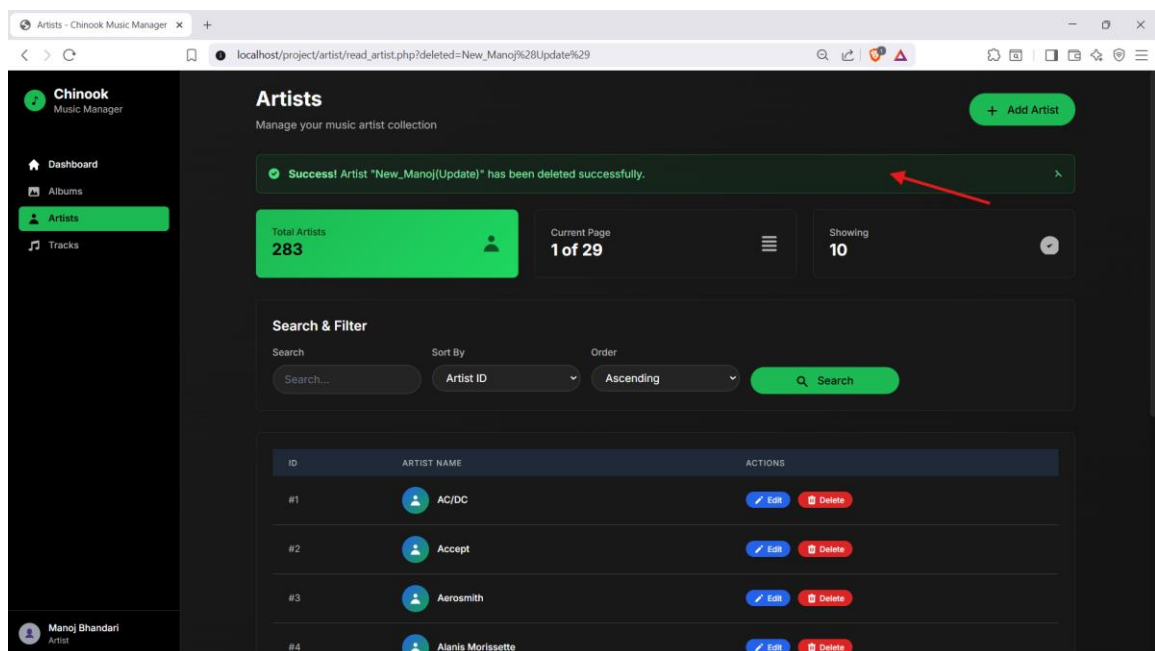 Artists - Chinook Music Manager
localhost/project/artist/read_artist.php?deleted=New_Manoj%28Update%29
Chinook
Music Manager
Dashboard
Albums
Artists
Tracks
Manoj Bhandari
Artist
Artists
Manage your music artist collection
+ Add Artist
Success! Artist "New_Manoj(Update)" has been deleted successfully.
Total Artists
283
Current Page
1 of 29
Showing
10
Search & Filter
Search Sort By Order
Search... Artist ID Ascending Search
ID ARTIST NAME ACTIONS
#1 AC/DC Edit Delete
#2 Accept Edit Delete
#3 Aerosmith Edit Delete
#4 Alanis Morissette Edit Delete